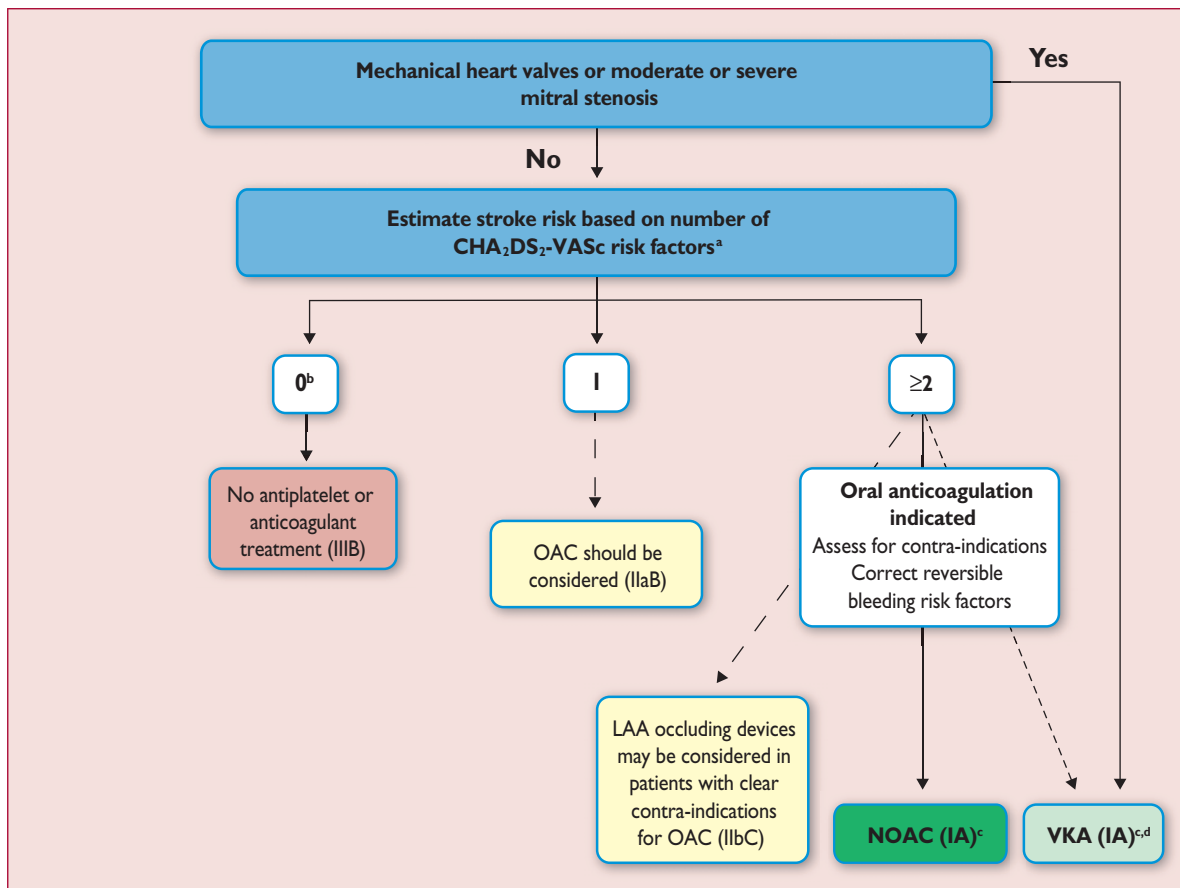 Mechanical heart valves or moderate or severe
mitral stenosis
Yes
No
Estimate stroke risk based on number of
CHA₂DS₂-VASc risk factorsᵃ
0ᵇ
1
≥2
No antiplatelet or
anticoagulant
treatment (IIIB)
OAC should be
considered (IIaB)
Oral anticoagulation
indicated
Assess for contra-indications
Correct reversible
bleeding risk factors
LAA occluding devices
may be considered in
patients with clear
contra-indications
for OAC (IIbC)
NOAC (IA)ᶜ
VKA (IA)ᶜ,ᵈ